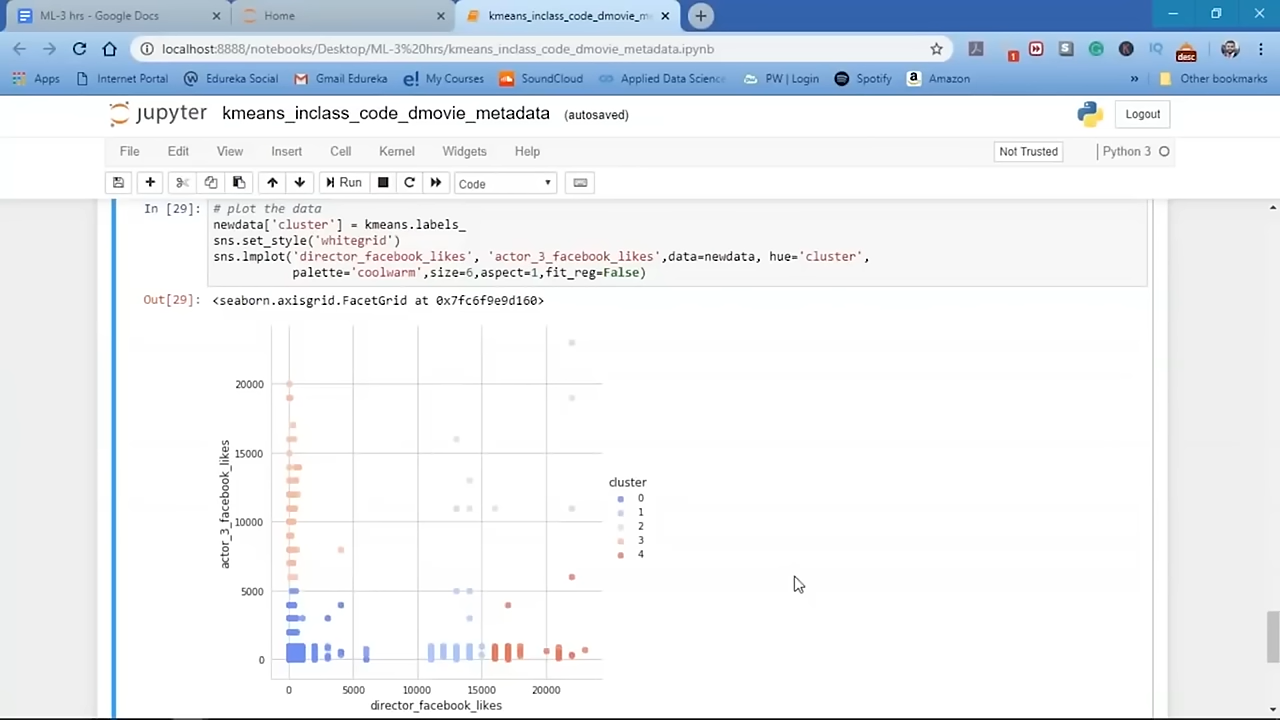 ML-3 hrs - Google Docs
Home
kmeans_inclass_code_dmovie_m
localhost:8888/notebooks/Desktop/ML-3%20hrs/kmeans_inclass_code_dmovie_metadata.ipynb
1
IQ
desc
Apps
Internet Portal
Edureka Social
Gmail Edureka
My Courses
SoundCloud
Applied Data Scienc
PW | Login
Spotify
Amazon
»
Other bookmarks
jupyter
kmeans_inclass_code_dmovie_metadata
(autosaved)
Logout
File
Edit
View
Insert
Cell
Kernel
Widgets
Help
Not Trusted
Python 3
Run
Code
In [29]:
# plot the data
newdata['cluster'] = kmeans.labels_
sns.set_style('whitegrid')
sns.lmplot('director_facebook_likes', 'actor_3_facebook_likes',data=newdata, hue='cluster',
palette='coolwarm',size=6,aspect=1,fit_reg=False)
Out[29]:
<seaborn.axisgrid.FacetGrid at 0x7fc6f9e9d160>
20000
15000
10000
5000
0
actor_3_facebook_likes
0
5000
10000
15000
20000
director_facebook_likes
cluster
0
1
2
3
4